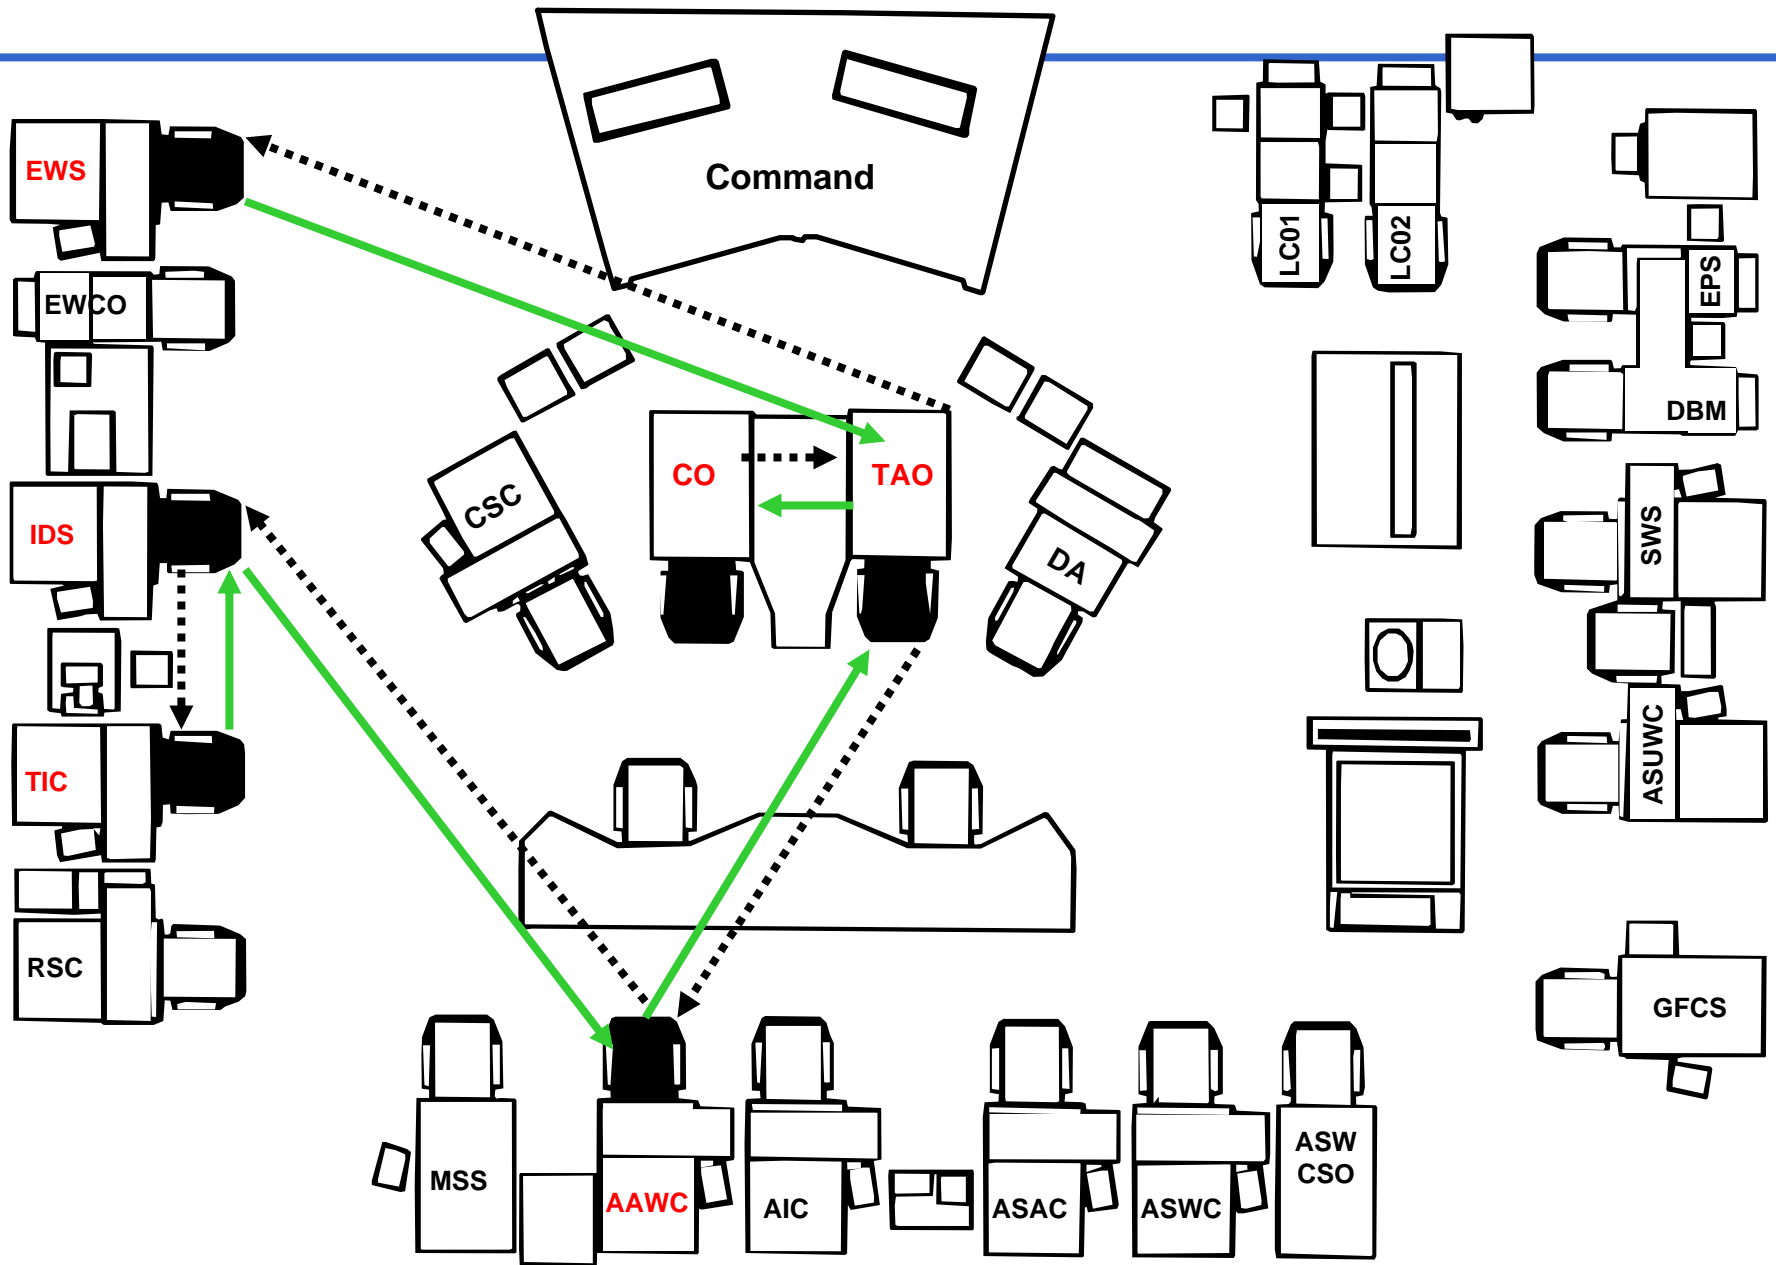 Command
EWS
EWCO
IDS
TIC
RSC
CSC
CO
TAO
DA
LC01
LC02
EPS
DBM
SWS
ASUWC
GFCS
MSS
AAWC
AIC
ASAC
ASWC
ASW
CSO